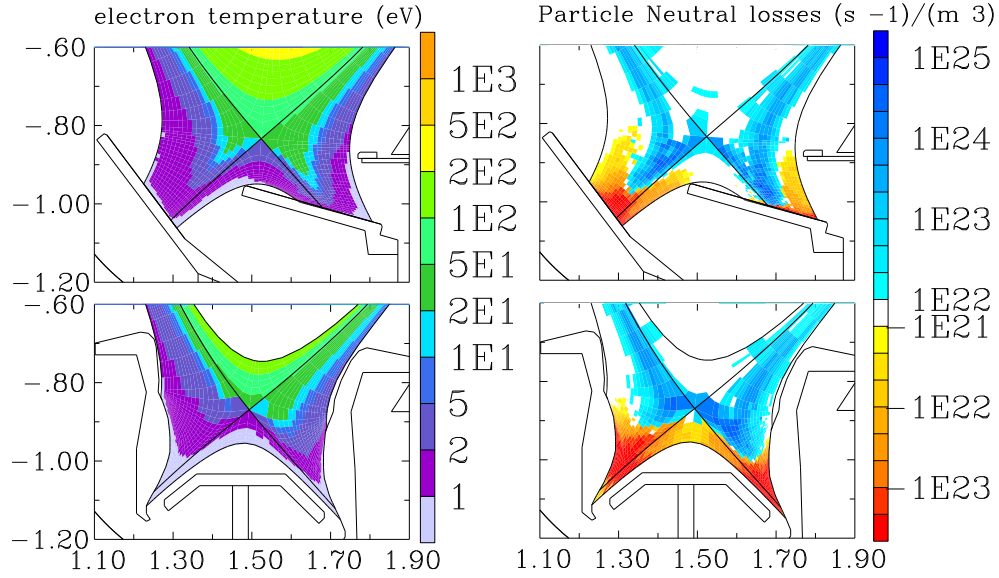 electron temperature (eV)
Particle Neutral losses (s -1)/(m 3)
-.60
-.80
-1.00
-1.20
1E3
5E2
2E2
1E2
5E1
2E1
1E1
5
2
1
1E25
1E24
1E23
1E22
1E21
1E22
1E23
-.60
-.80
-1.00
-1.20
1.10 1.30 1.50 1.70 1.90
1.10 1.30 1.50 1.70 1.90